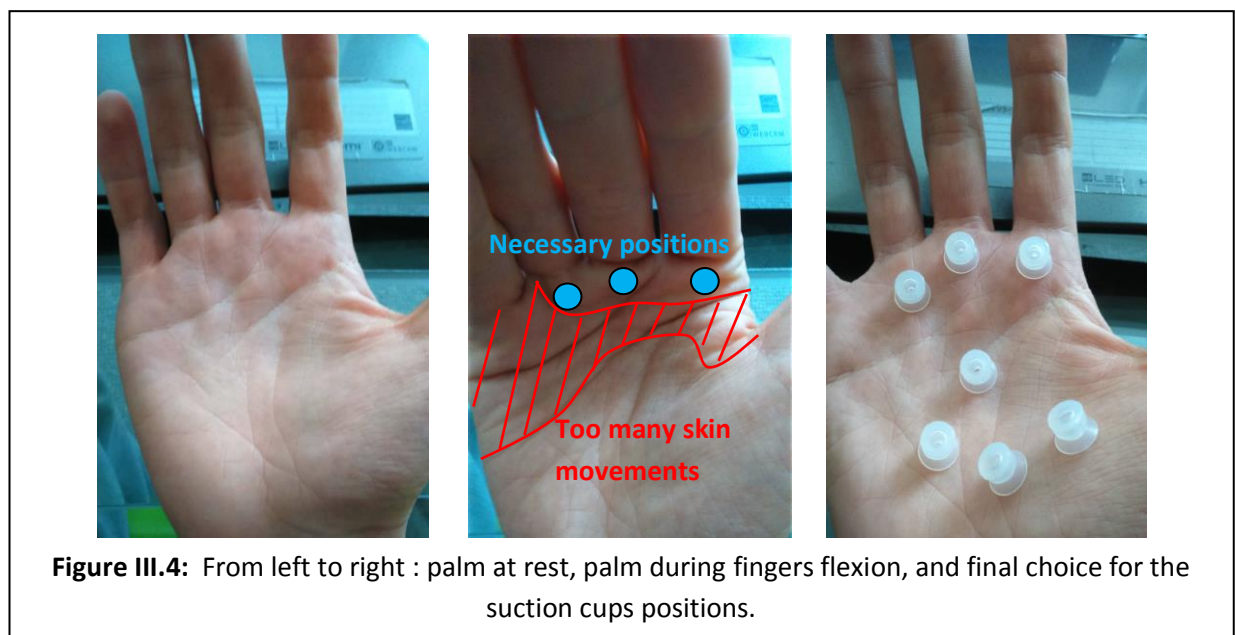 Necessary positions
Too many skin
movements
LED
Figure III.4: From left to right : palm at rest, palm during fingers flexion, and final choice for the
suction cups positions.